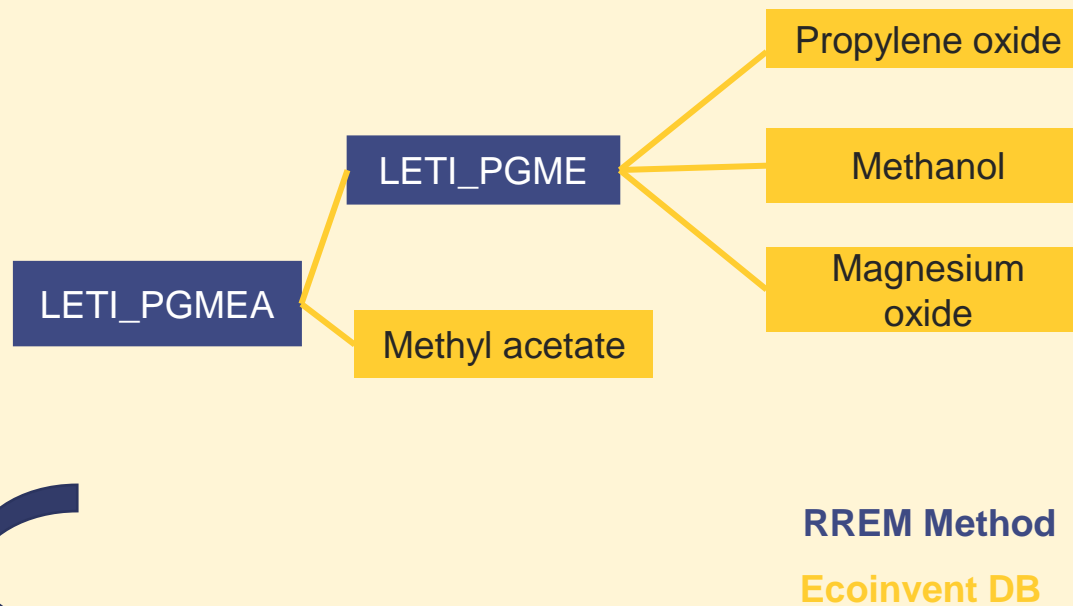 Propylene oxide
LETI_PGME
Methanol
LETI_PGMEA
Magnesium
oxide
Methyl acetate
RREM Method
Ecoinvent DB